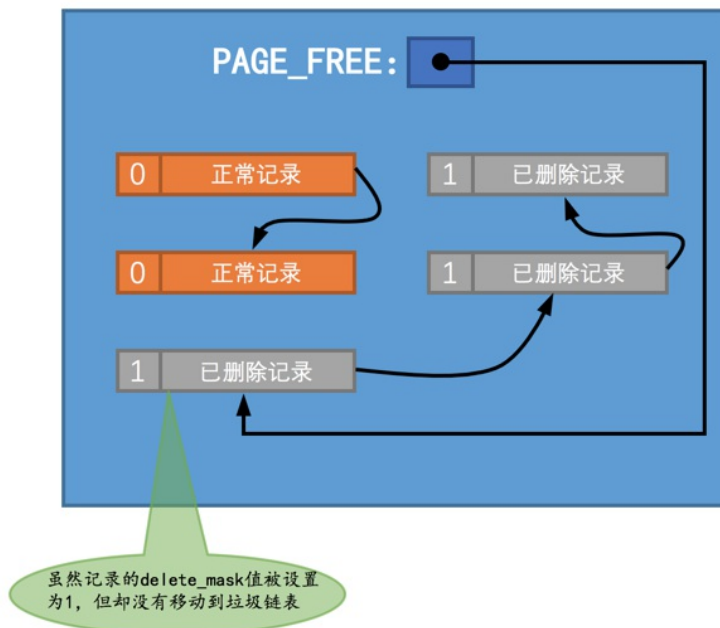 PAGE_FREE:
0 正常记录
1 已删除记录
0 正常记录
1 已删除记录
1 已删除记录
虽然记录的delete_mask值被设置
为1, 但却没有移动到垃圾链表